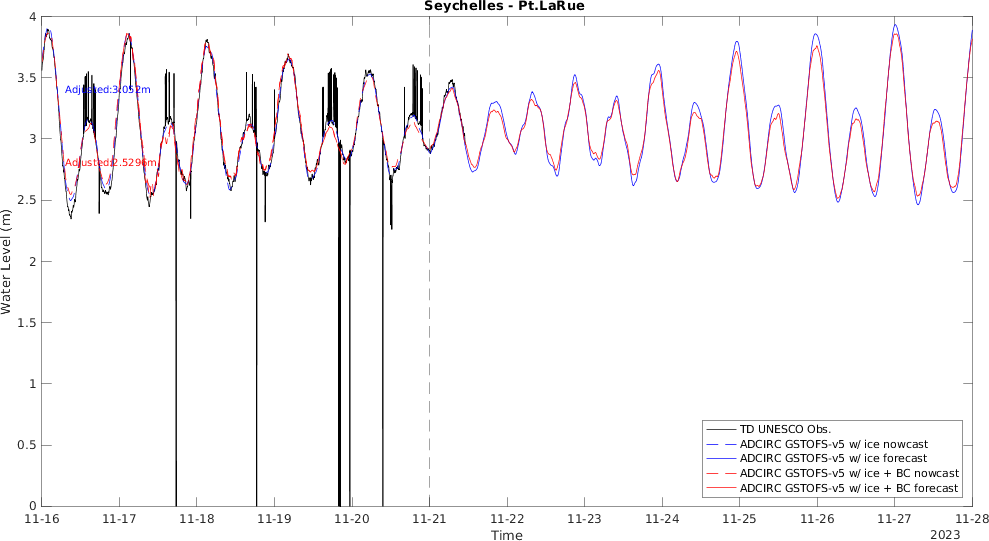 Seychelles - Pt.LaRue
Water Level (m)
4
3.5
3
2.5
2
1.5
1
0.5
0
Adjusted:3.052m
Adjusted:2.5296m
TD UNESCO Obs.
ADCIRC GSTOFS-v5 w/ ice nowcast
ADCIRC GSTOFS-v5 w/ ice forecast
ADCIRC GSTOFS-v5 w/ ice + BC nowcast
ADCIRC GSTOFS-v5 w/ ice + BC forecast
11-16 11-17 11-18 11-19 11-20 11-21 11-22 11-23 11-24 11-25 11-26 11-27 11-28
Time
2023